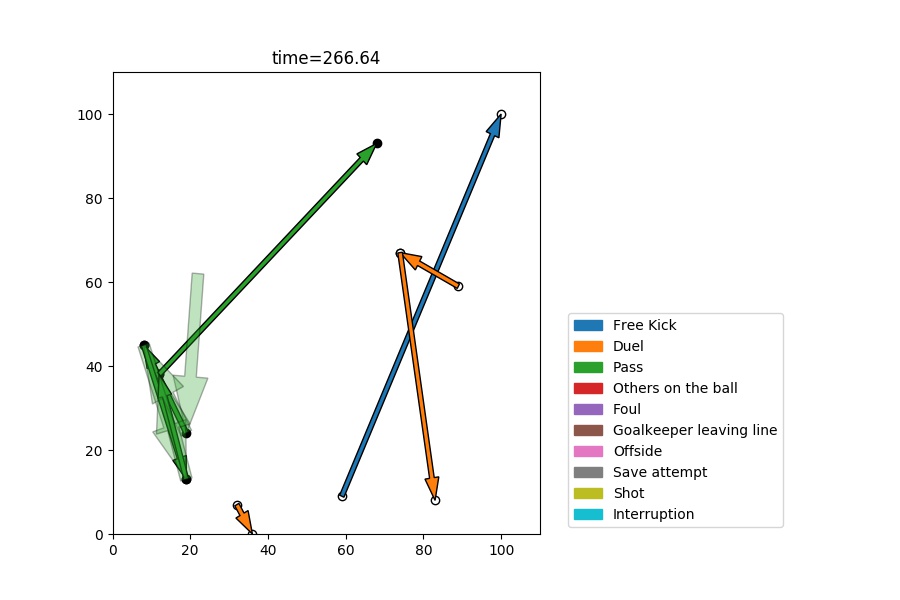 time=266.64
100
80
60
40
20
0
0 20 40 60 80 100
Free Kick
Duel
Pass
Others on the ball
Foul
Goalkeeper leaving line
Offside
Save attempt
Shot
Interruption